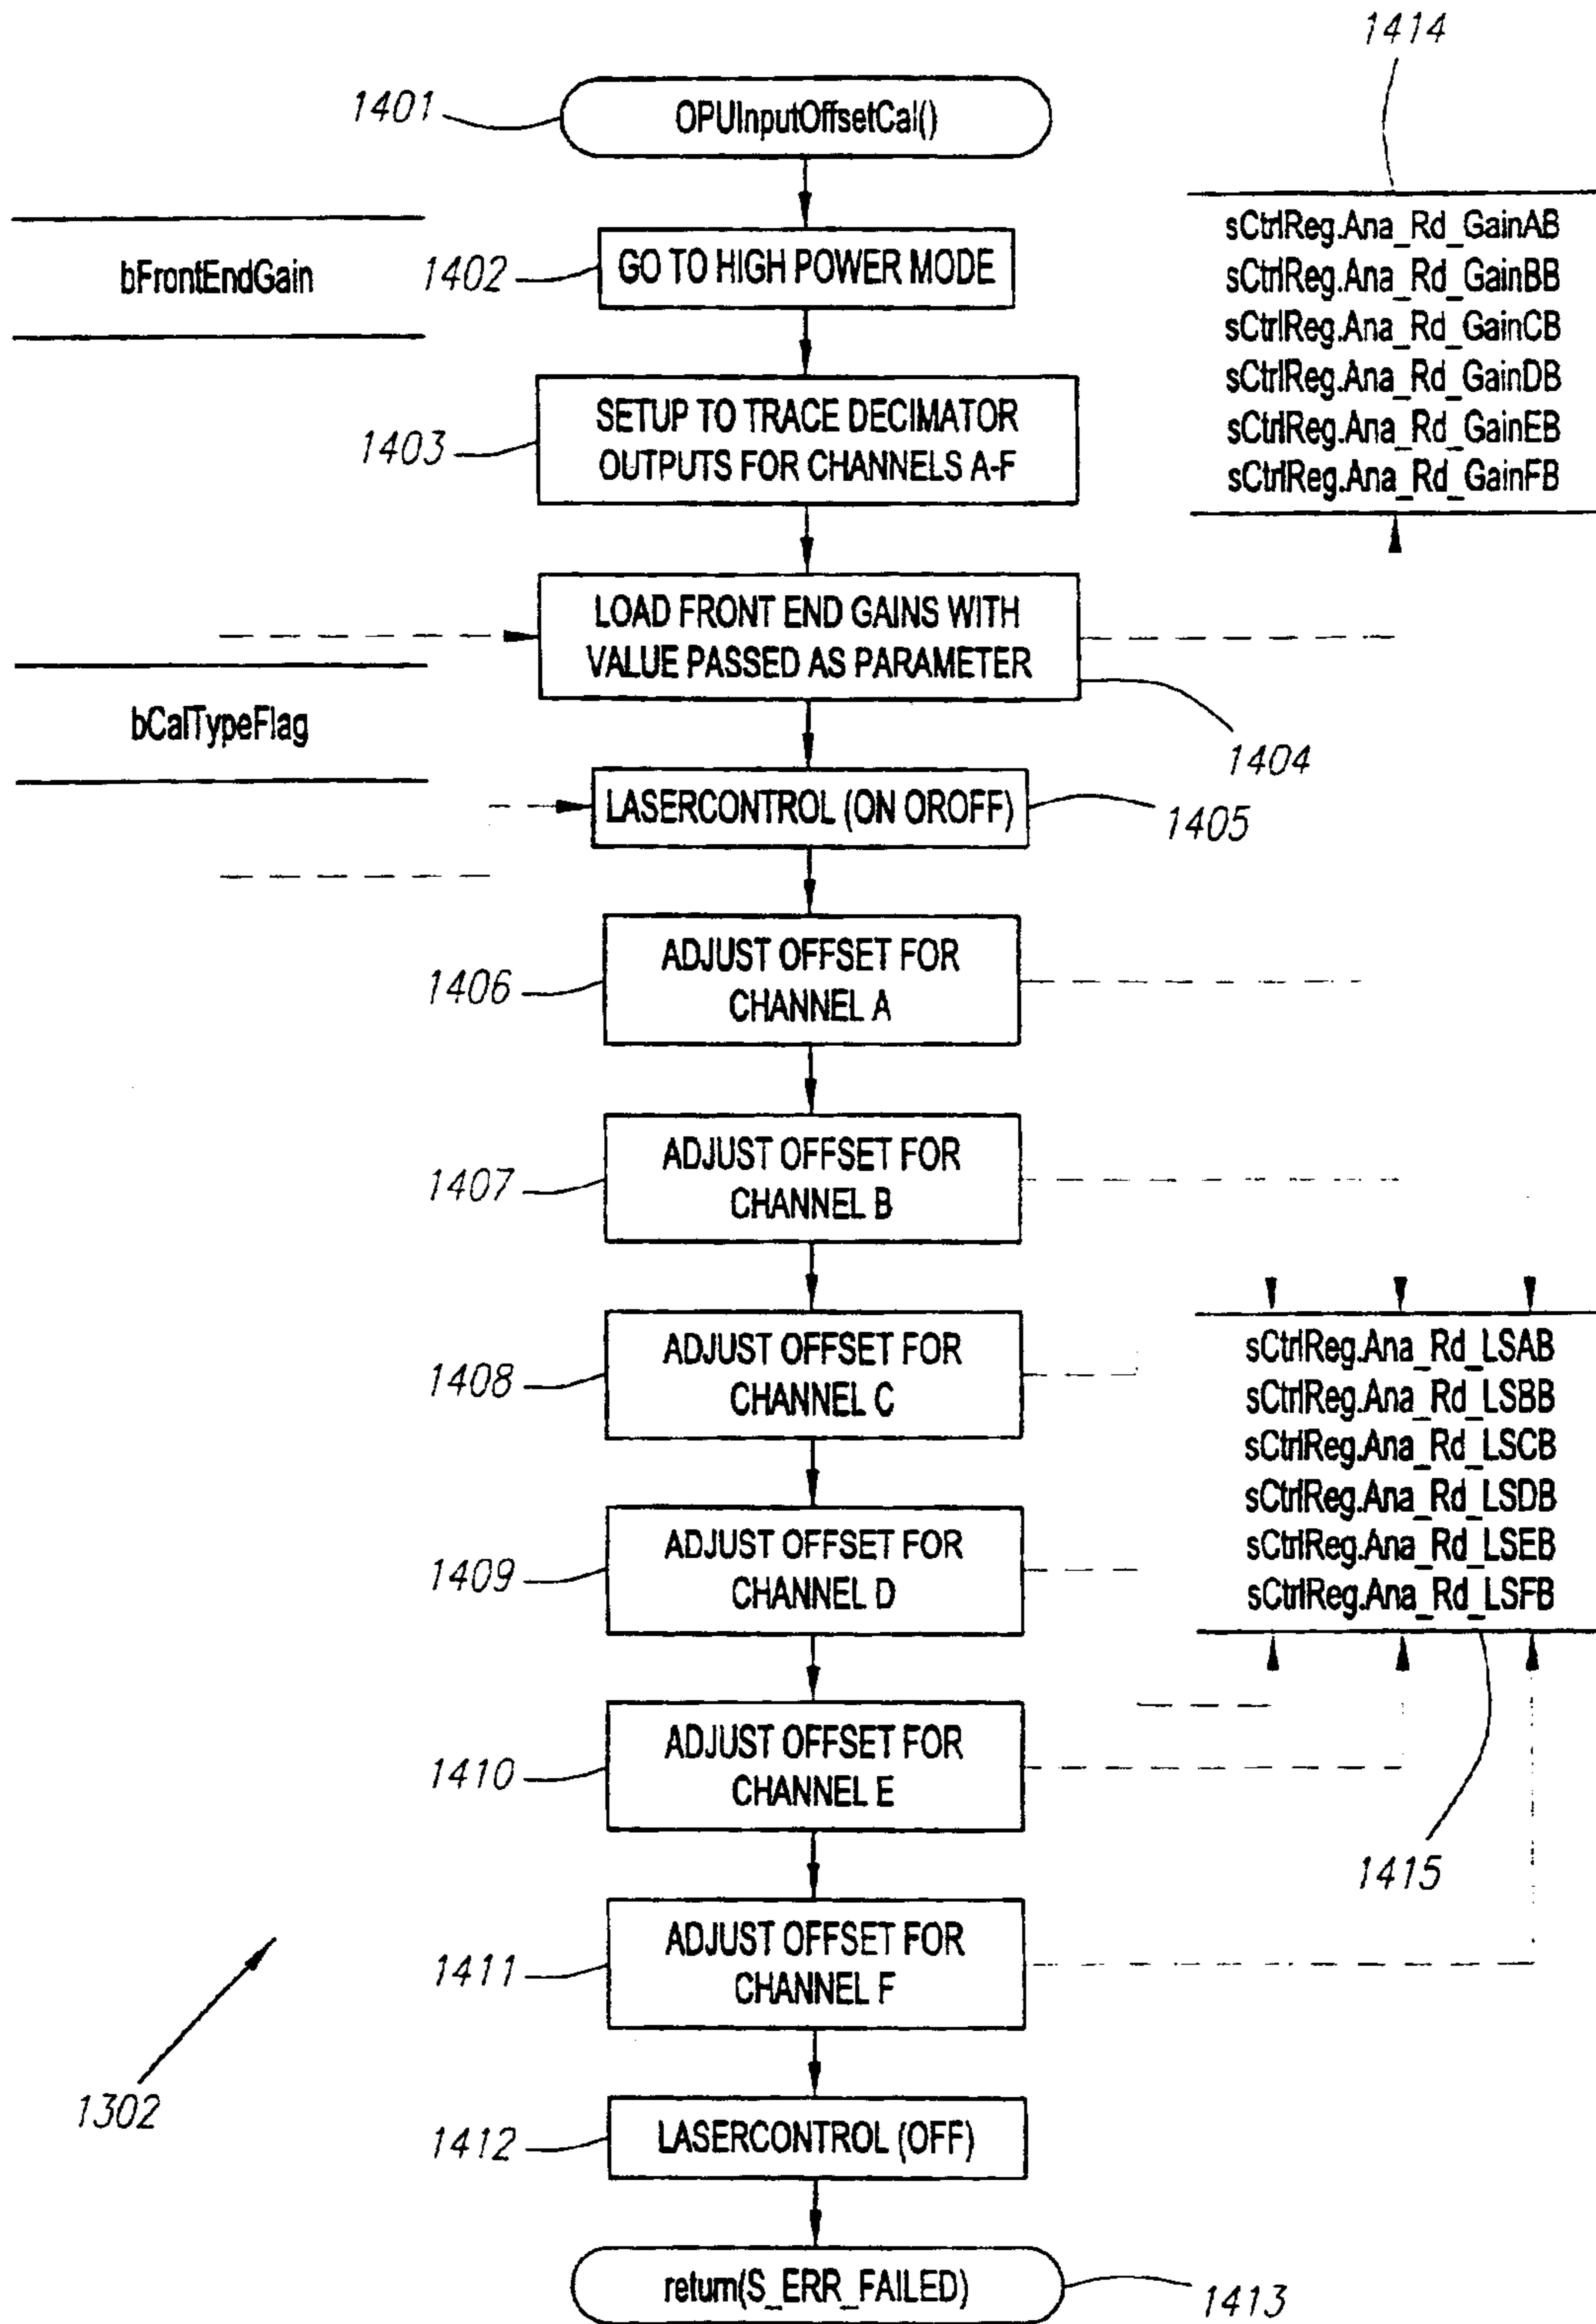 1414
1401
OPUInputOffsetCal()
bFrontEndGain
1402
GO TO HIGH POWER MODE
sCtrlReg.Ana_Rd_GainAB
sCtrlReg.Ana_Rd_GainBB
sCtrlReg.Ana_Rd_GainCB
sCtrlReg.Ana_Rd_GainDB
sCtrlReg.Ana_Rd_GainEB
sCtrlReg.Ana_Rd_GainFB
1403
SETUP TO TRACE DECIMATOR
OUTPUTS FOR CHANNELS A-F
LOAD FRONT END GAINS WITH
VALUE PASSED AS PARAMETER
1404
bCalTypeFlag
LASERCONTROL (ON OROFF)
1405
1406
ADJUST OFFSET FOR
CHANNEL A
1407
ADJUST OFFSET FOR
CHANNEL B
1408
ADJUST OFFSET FOR
CHANNEL C
sCtrlReg.Ana_Rd_LSAB
sCtrlReg.Ana_Rd_LSBB
sCtrlReg.Ana_Rd_LSCB
sCtrlReg.Ana_Rd_LSDB
sCtrlReg.Ana_Rd_LSEB
sCtrlReg.Ana_Rd_LSFB
1409
ADJUST OFFSET FOR
CHANNEL D
1410
ADJUST OFFSET FOR
CHANNEL E
1415
1411
ADJUST OFFSET FOR
CHANNEL F
1302
1412
LASERCONTROL (OFF)
return(S_ERR_FAILED)
1413